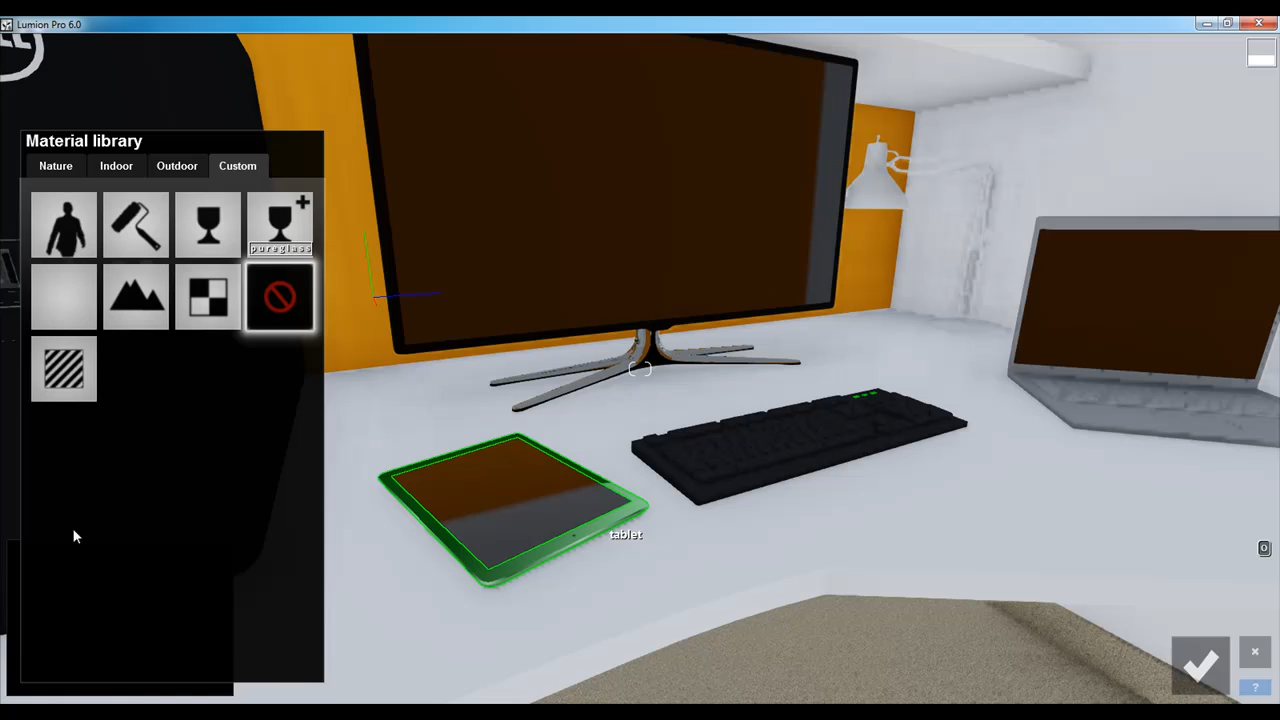 Lumion Pro 6.0
Material library
Nature Indoor Outdoor Custom
pureglass
tablet
?